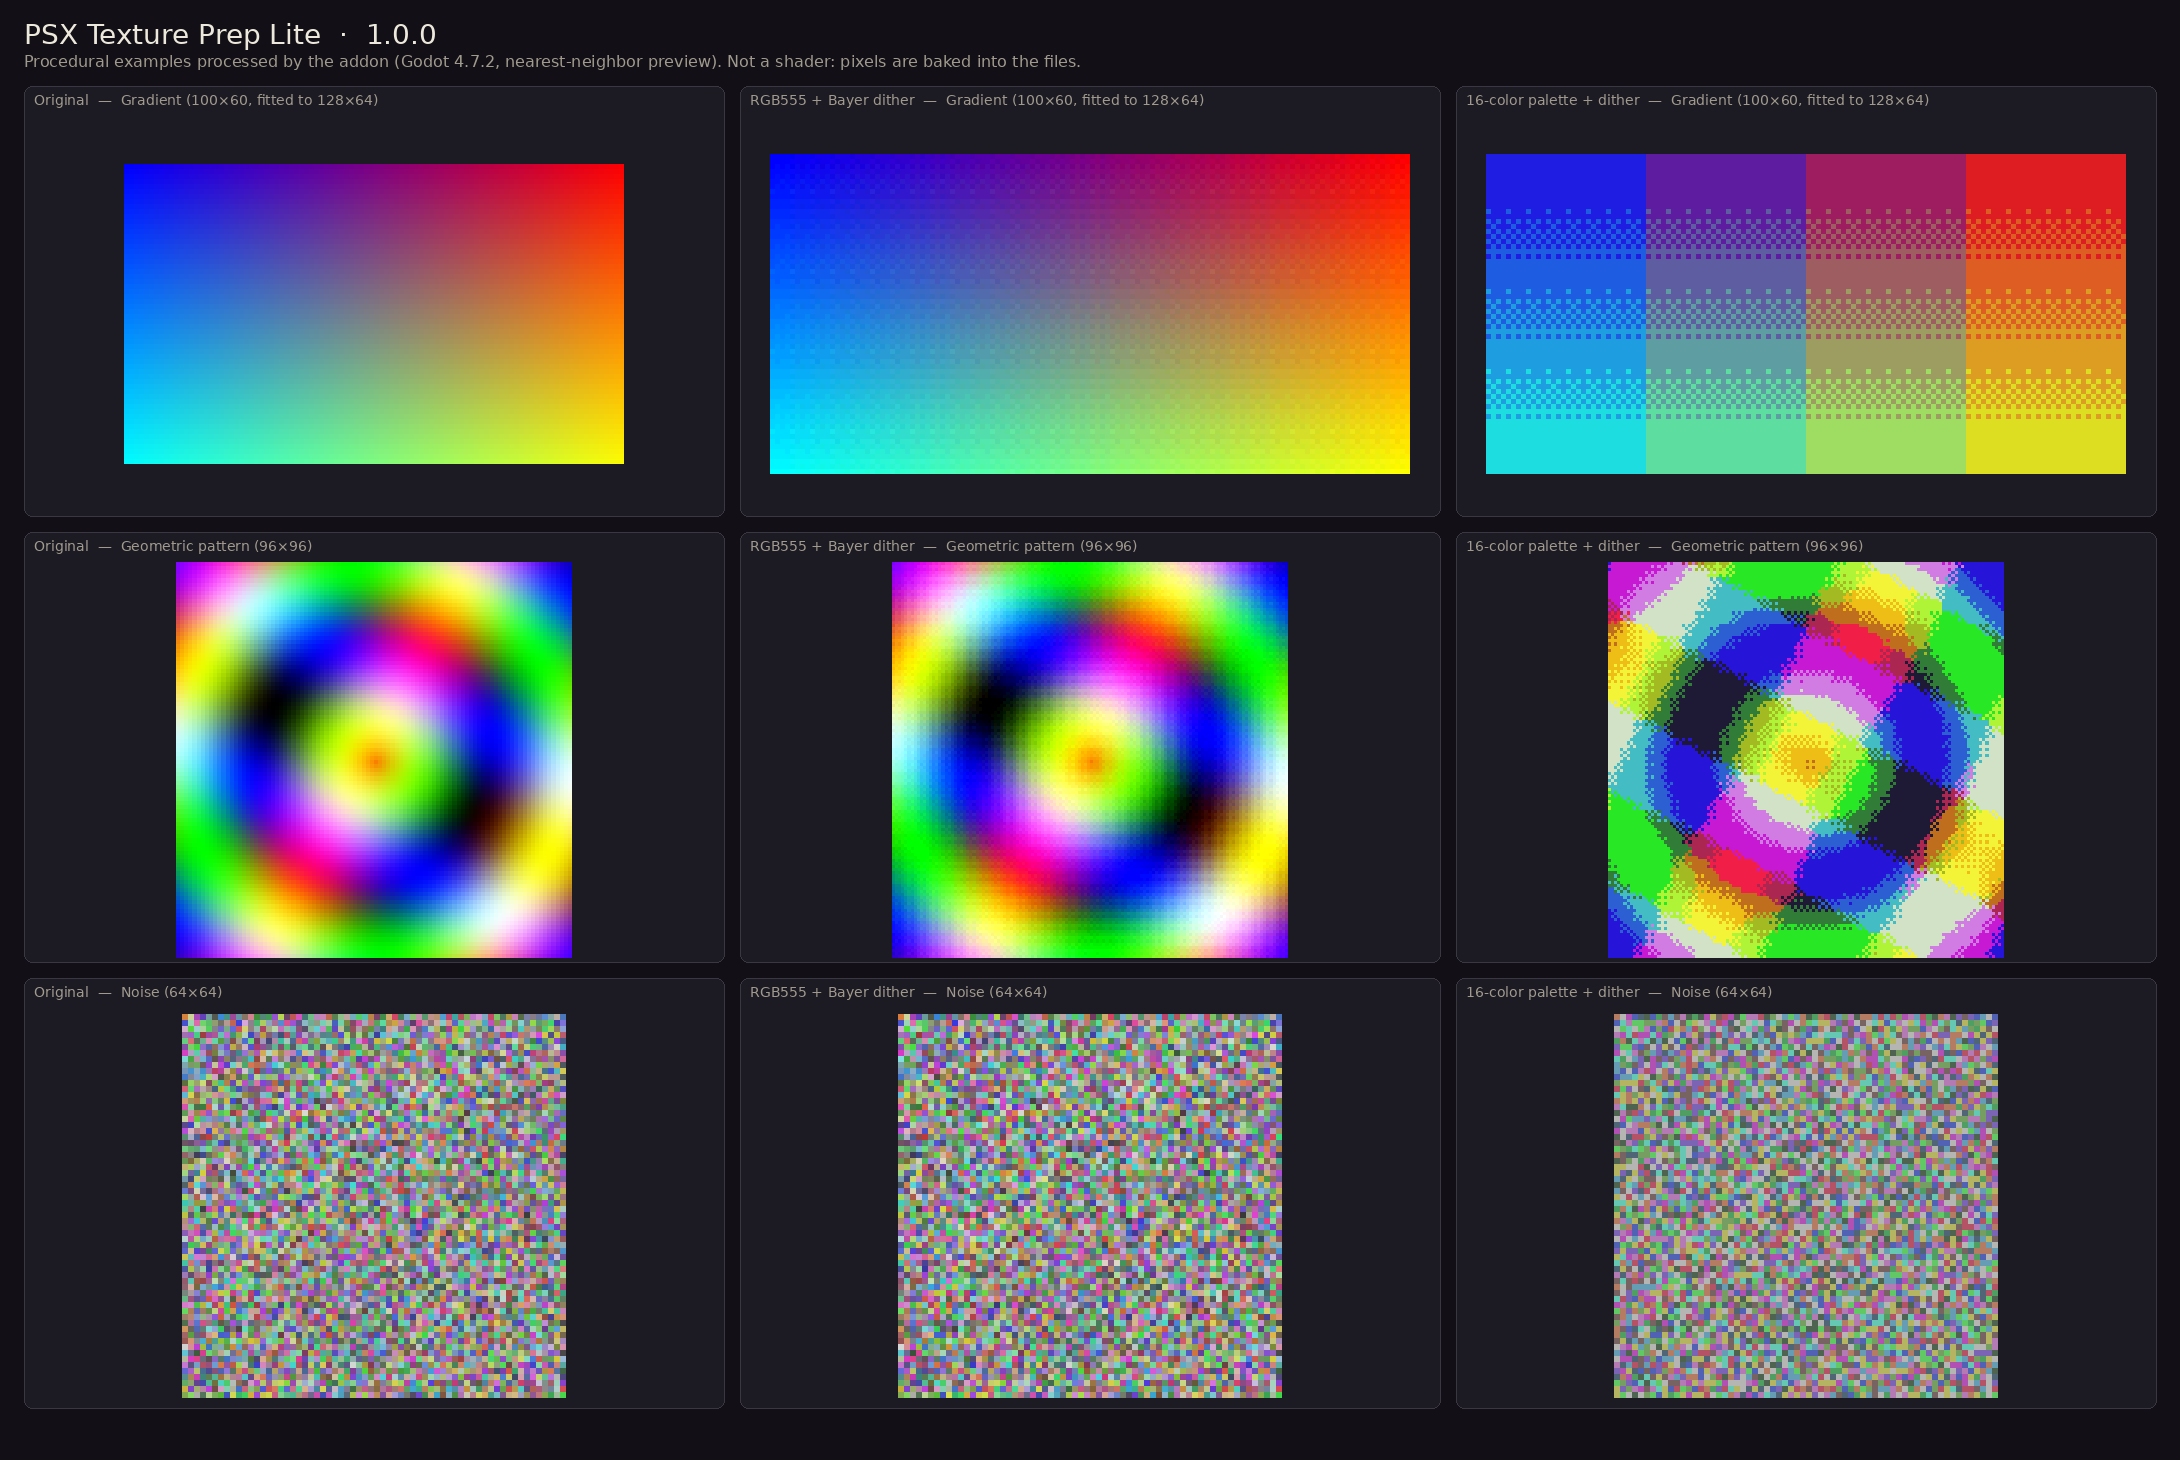 PSX Texture Prep Lite · 1.0.0
Procedural examples processed by the addon (Godot 4.7.2, nearest-neighbor preview). Not a shader: pixels are baked into the files.
Original — Gradient (100×60, fitted to 128×64)
RGB555 + Bayer dither — Gradient (100×60, fitted to 128×64)
16-color palette + dither — Gradient (100×60, fitted to 128×64)
Original — Geometric pattern (96×96)
RGB555 + Bayer dither — Geometric pattern (96×96)
16-color palette + dither — Geometric pattern (96×96)
Original — Noise (64×64)
RGB555 + Bayer dither — Noise (64×64)
16-color palette + dither — Noise (64×64)